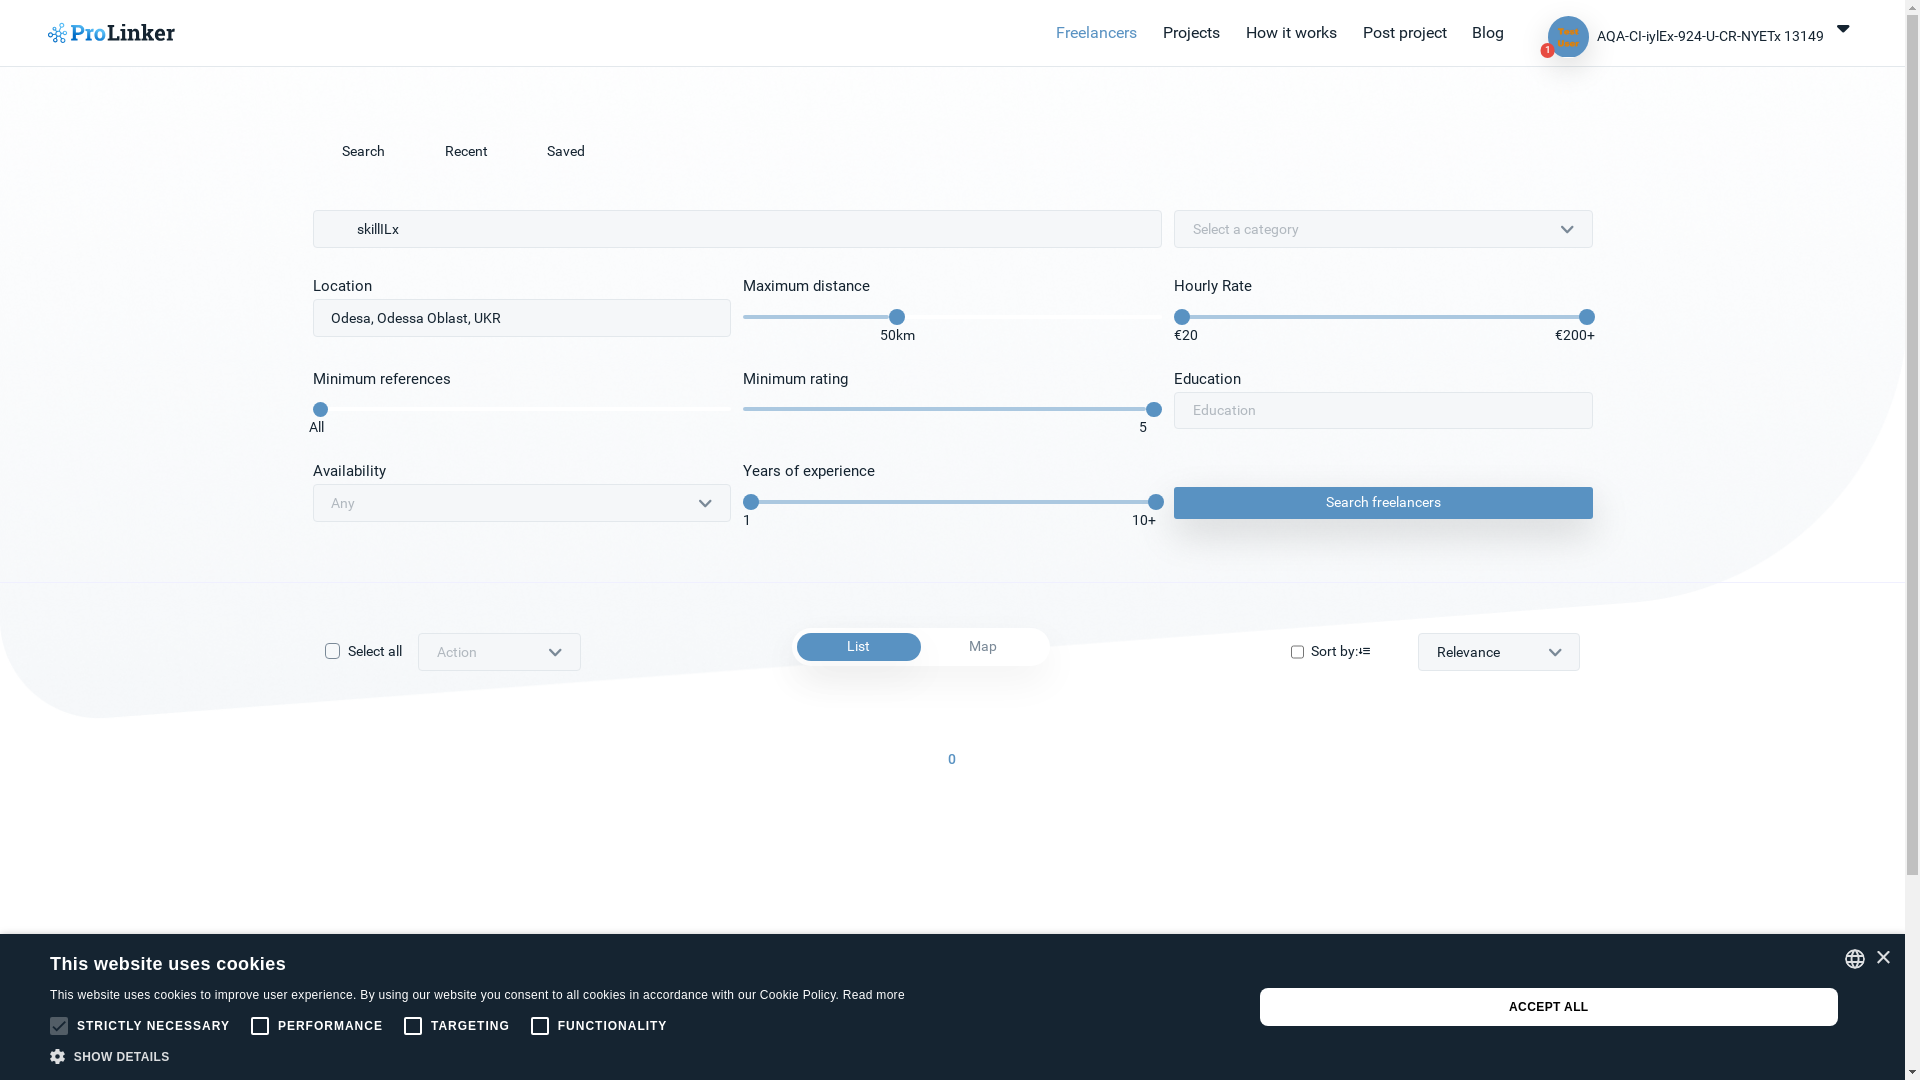 ProLinker
Freelancers
Projects
How it works
Post project
Blog
Test
User
1
AQA-CI-iylEx-924-U-CR-NYETx 13149
Search
Recent
Saved
skillILx
Select a category
Location
Maximum distance
Hourly Rate
Odesa, Odessa Oblast, UKR
50km
€20
€200+
Minimum references
Minimum rating
Education
Education
All
5
Availability
Years of experience
Any
1
10+
Search freelancers
Select all
Action
List
Map
Sort by:
Relevance
0
This website uses cookies
This website uses cookies to improve user experience. By using our website you consent to all cookies in accordance with our Cookie Policy. Read more
STRICTLY NECESSARY
PERFORMANCE
TARGETING
FUNCTIONALITY
SHOW DETAILS
ACCEPT ALL